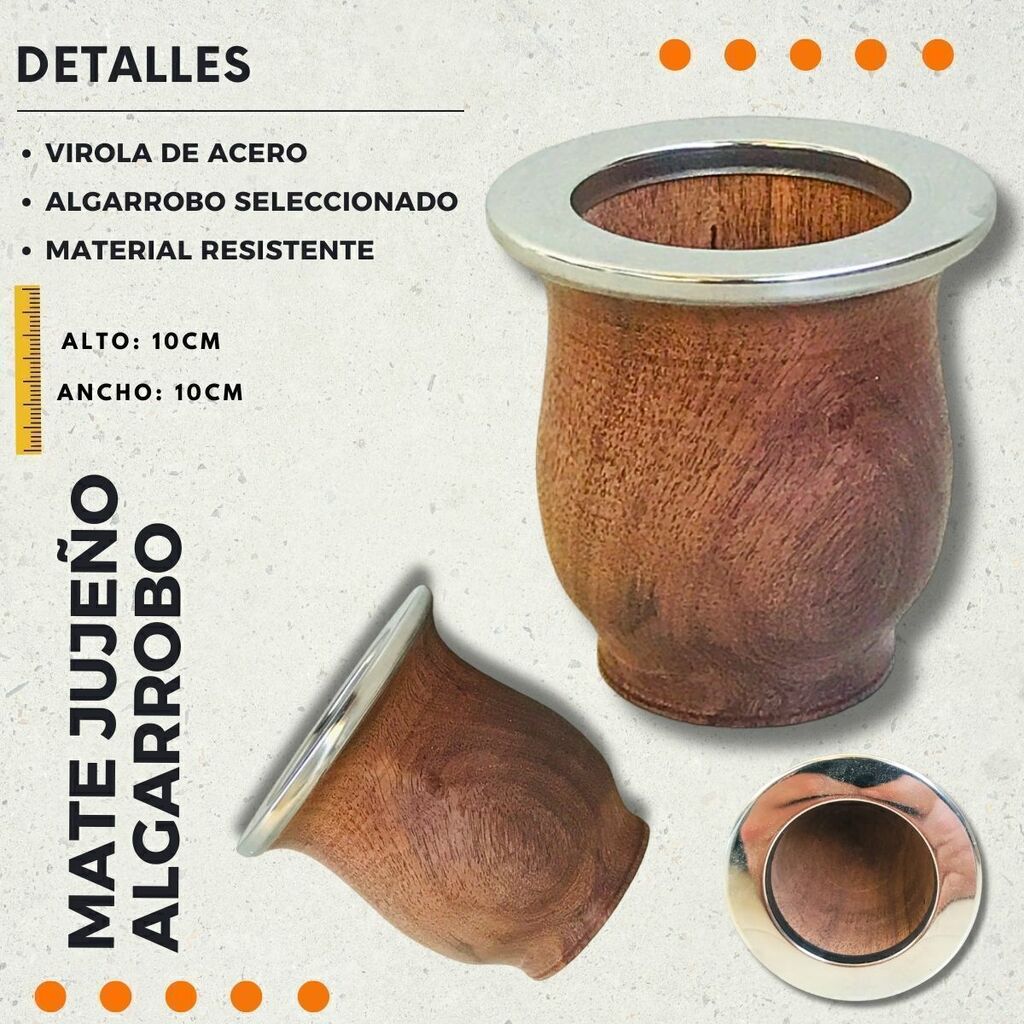 DETALLES
• VIROLA DE ACERO
• ALGARROBO SELECCIONADO
• MATERIAL RESISTENTE
ALTO: 10CM
ANCHO: 10CM
MATE JUJEÑO
ALGARROBO